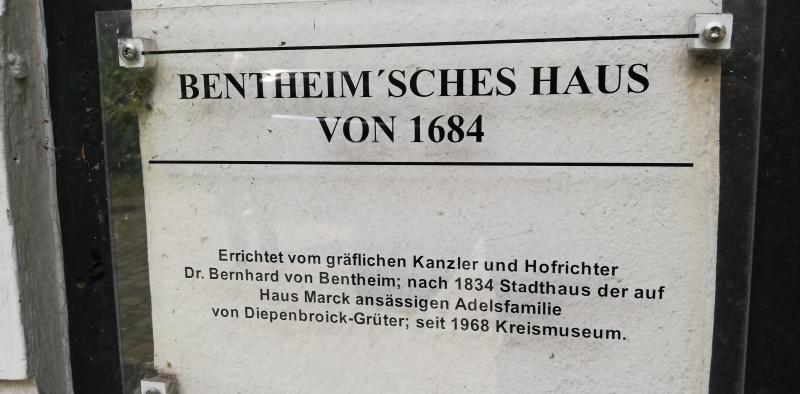 BENTHEIM´SCHES HAUS
VON 1684
Errichtet vom gräflichen Kanzler und Hofrichter
Dr. Bernhard von Bentheim; nach 1834 Stadthaus der auf
Haus Marck ansässigen Adelsfamilie
von Diepenbroick-Grüter; seit 1968 Kreismuseum.